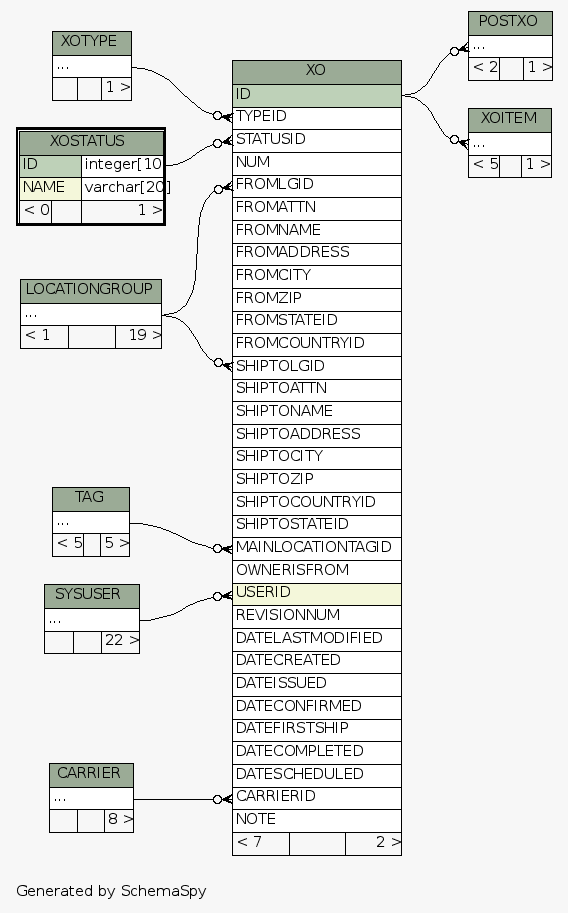 XOTYPE
...
1 >
XOSTATUS
ID integer[10
NAME varchar[20]
< 0 1 >
LOCATIONGROUP
...
< 1 19 >
TAG
...
< 5 5 >
SYSUSER
...
22 >
CARRIER
...
8 >
XO
ID
TYPEID
STATUSID
NUM
FROMLGID
FROMATTN
FROMNAME
FROMADDRESS
FROMCITY
FROMZIP
FROMSTATEID
FROMCOUNTRYID
SHIPTOLGID
SHIPTOATTN
SHIPTONAME
SHIPTOADDRESS
SHIPTOCITY
SHIPTOZIP
SHIPTOCOUNTRYID
SHIPTOSTATEID
MAINLOCATIONTAGID
OWNERISFROM
USERID
REVISIONNUM
DATELASTMODIFIED
DATECREATED
DATEISSUED
DATECONFIRMED
DATEFIRSTSHIP
DATECOMPLETED
DATESCHEDULED
CARRIERID
NOTE
< 7 2 >
POSTXO
...
< 2 1 >
XOITEM
...
< 5 1 >
Generated by SchemaSpy